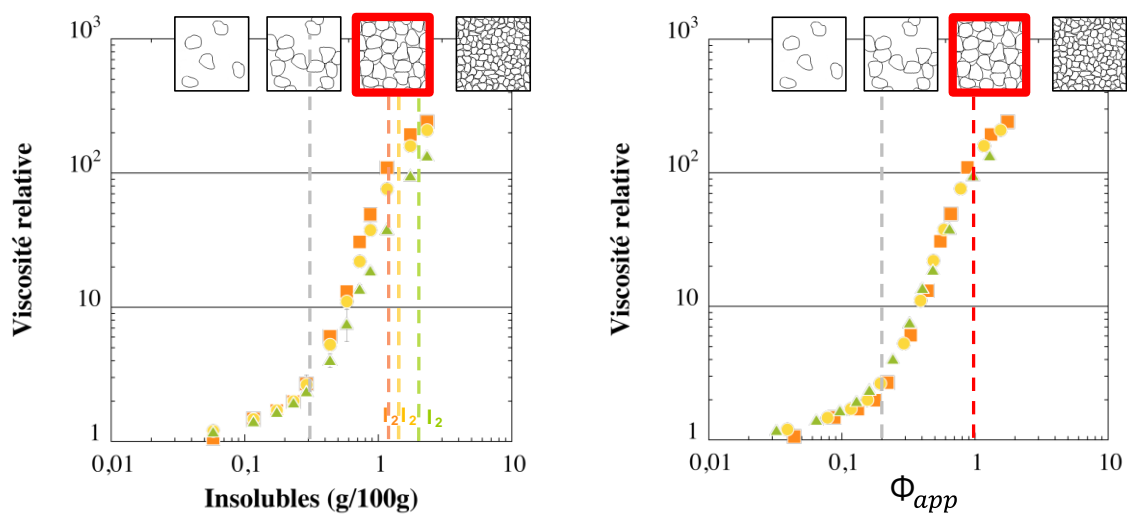 10³
10²
10
1
0,01
0,1
1
10
Viscosité relative
Insolubles (g/100g)
I₂
I₂
I₂
10³
10²
10
1
0,01
0,1
1
10
Viscosité relative
Φapp